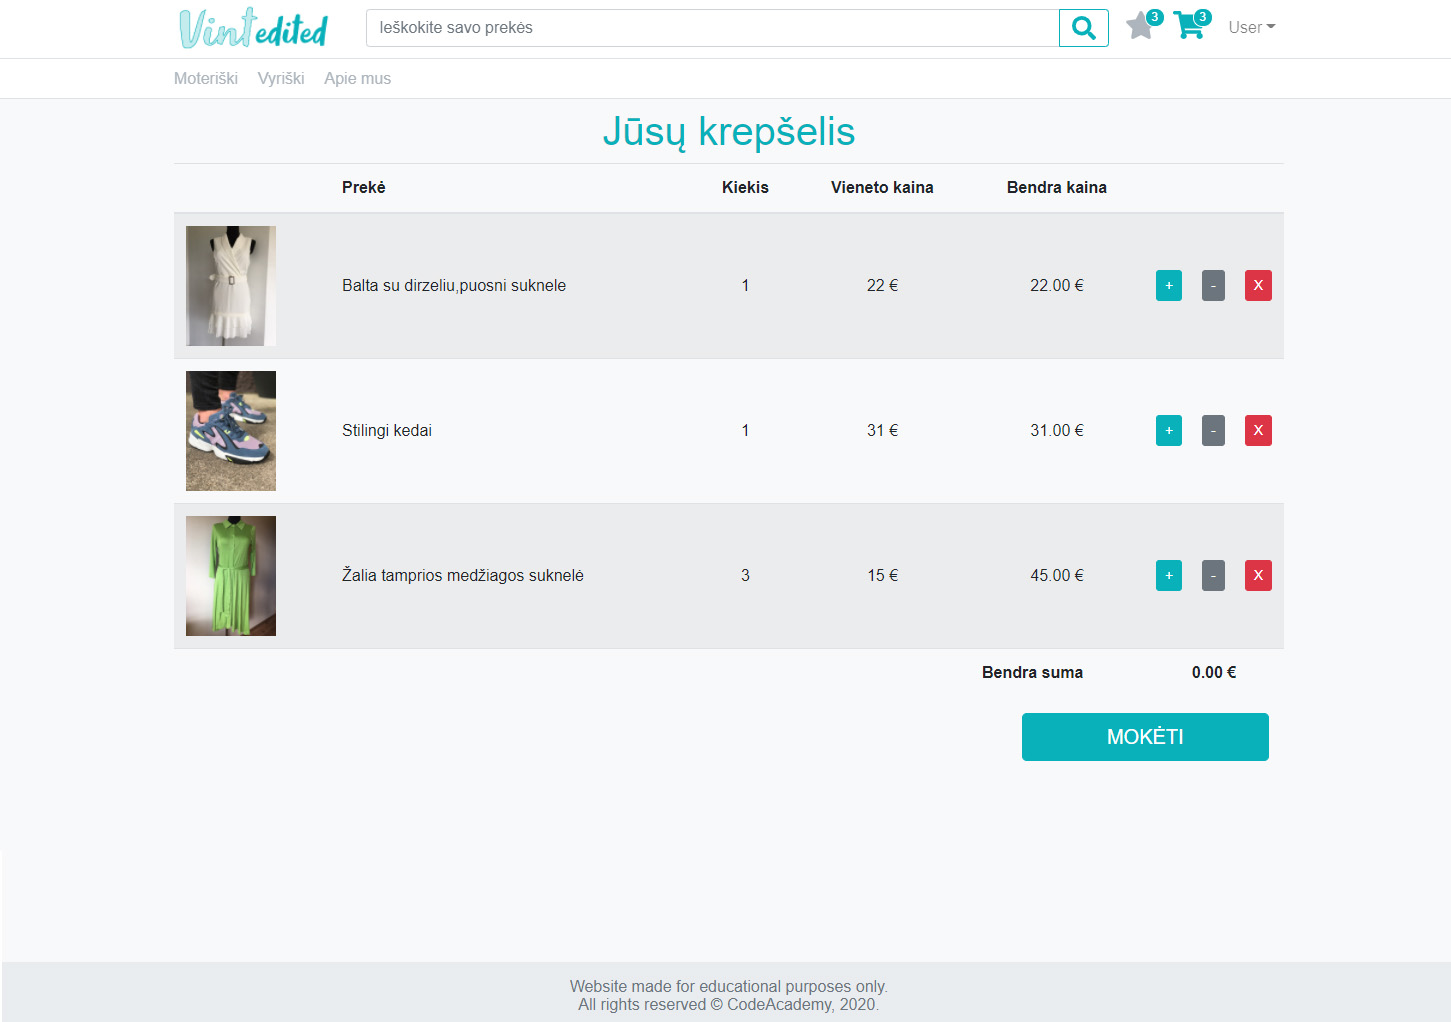 Vintedited
Ieškokite savo prekės
3
3
User
Moteriški Vyriški Apie mus
Jūsų krepšelis
Prekė Kiekis Vieneto kaina Bendra kaina
Balta su dirzeliu,puosni suknele 1 22 € 22.00 € + - X
Stilingi kedai 1 31 € 31.00 € + - X
Žalia tamprios medžiagos suknelė 3 15 € 45.00 € + - X
Bendra suma 0.00 €
MOKĖTI
Website made for educational purposes only.
All rights reserved © CodeAcademy, 2020.